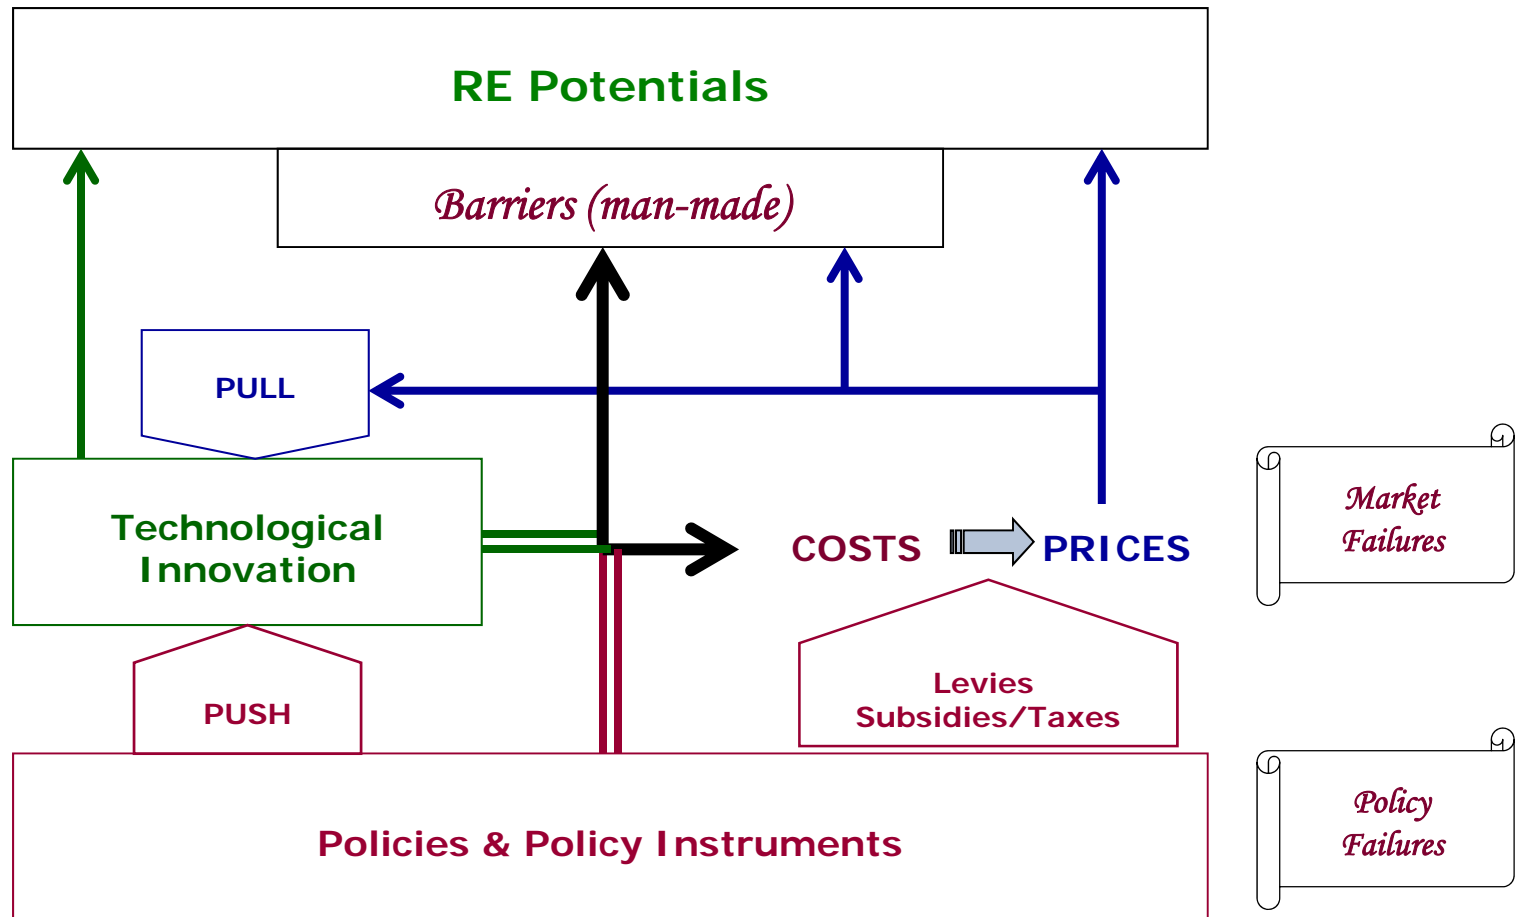 RE Potentials
Barriers (man-made)
PULL
Technological
Innovation
COSTS
PRICES
Market
Failures
PUSH
Levies
Subsidies/Taxes
Policies & Policy Instruments
Policy
Failures